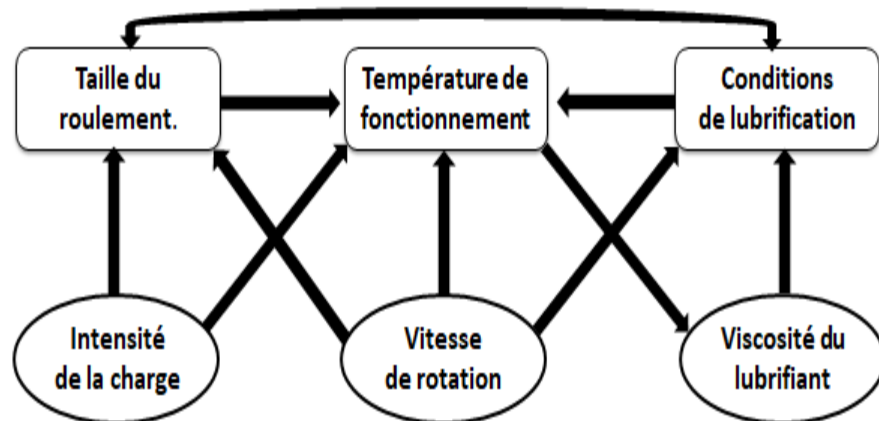 Taille du
roulement.
Température de
fonctionnement
Conditions
de lubrification
Intensité
de la charge
Vitesse
de rotation
Viscosité du
lubrifiant